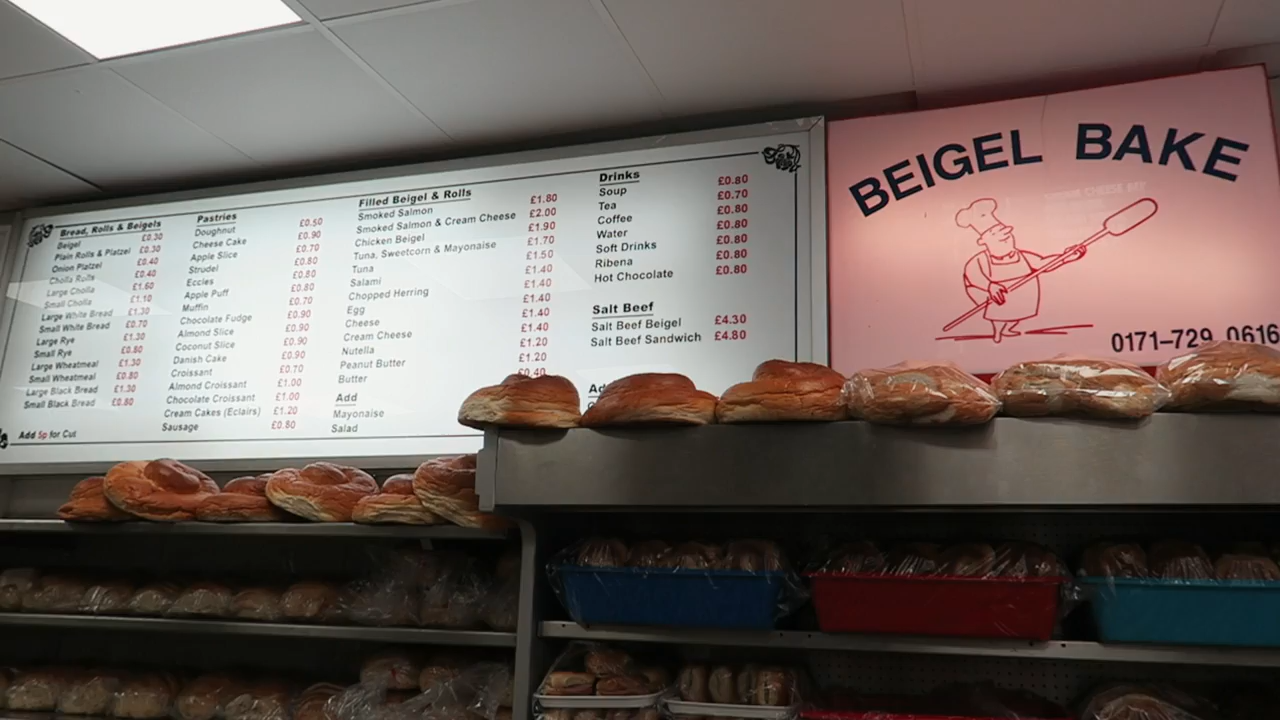 Bread, Rolls & Beigels
Beigel £0.30
Plain Rolls & Platzel £0.30
Onion Platzel £0.40
Cholla Rolls £0.40
Large Cholla £1.60
Small Cholla £1.10
Large White Bread £1.30
Small White Bread £0.70
Large Rye £1.30
Small Rye £0.80
Large Wheatmeal £1.30
Small Wheatmeal £0.80
Large Black Bread £1.30
Small Black Bread £0.80
Add 5p for Cut
Pastries
Doughnut £0.50
Cheese Cake £0.90
Apple Slice £0.70
Strudel £0.80
Eccles £0.80
Apple Puff £0.80
Muffin £0.70
Chocolate Fudge £0.90
Almond Slice £0.90
Coconut Slice £0.90
Danish Cake £0.90
Croissant £0.70
Almond Croissant £1.00
Chocolate Croissant £1.00
Cream Cakes (Eclairs) £1.20
Sausage £0.80
Filled Beigel & Rolls
Smoked Salmon £1.80
Smoked Salmon & Cream Cheese £2.00
Chicken Beigel £1.90
Tuna, Sweetcorn & Mayonaise £1.70
Tuna £1.50
Salami £1.40
Chopped Herring £1.40
Egg £1.40
Cheese £1.40
Cream Cheese £1.20
Nutella £1.20
Peanut Butter £1.20
Butter £0.40
Add
Mayonaise
Salad
Drinks
Soup £0.80
Tea £0.70
Coffee £0.80
Water £0.80
Soft Drinks £0.80
Ribena £0.80
Hot Chocolate £0.80
Salt Beef
Salt Beef Beigel £4.30
Salt Beef Sandwich £4.80
BEIGEL BAKE
0171-729 0616